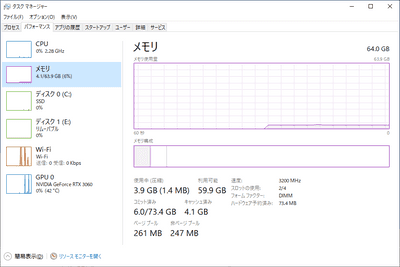 タスク マネージャー
ファイル(F) オプション(O) 表示(V)
プロセス パフォーマンス アプリの履歴 スタートアップ ユーザー 詳細 サービス
CPU
0% 2.28 GHz
メモリ
4.1/63.9 GB (6%)
ディスク 0 (C:)
SSD
0%
ディスク 1 (E:)
リムーバブル
0%
Wi-Fi
Wi-Fi
送信: 0 受信: 0 Kbps
GPU 0
NVIDIA GeForce RTX 3060
0% (42 °C)
メモリ 64.0 GB
メモリ使用量 63.9 GB
60 秒 0
メモリ構成
使用中 (圧縮) 利用可能
3.9 GB (1.4 MB) 59.9 GB
コミット済み キャッシュ済み
6.0/73.4 GB 4.1 GB
ページ プール 非ページ プール
261 MB 247 MB
速度: 3200 MHz
スロットの使用: 2/4
フォーム ファクター: DIMM
ハードウェア予約済み: 73.4 MB
簡易表示(D) リソース モニターを開く